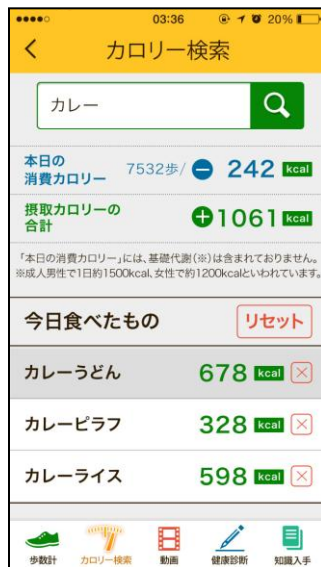 03:36 20%
カロリー検索
カレー
本日の消費カロリー 7532歩/ 242 kcal
摂取カロリーの合計 1061 kcal
「本日の消費カロリー」には、基礎代謝(※)は含まれておりません。
※成人男性で1日約1500kcal、女性で約1200kcalといわれています。
今日食べたもの リセット
カレーうどん 678 kcal
カレーピラフ 328 kcal
カレーライス 598 kcal
歩数計 カロリー検索 動画 健康診断 知識入手